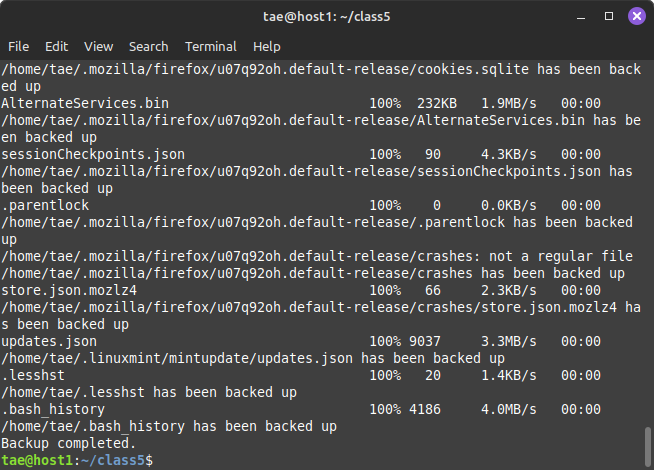 tae@host1: ~/class5
File Edit View Search Terminal Help
/home/tae/.mozilla/firefox/u07q92oh.default-release/cookies.sqlite has been back
ed up
AlternateServices.bin 100% 232KB 1.9MB/s 00:00
/home/tae/.mozilla/firefox/u07q92oh.default-release/AlternateServices.bin has be
en backed up
sessionCheckpoints.json 100% 90 4.3KB/s 00:00
/home/tae/.mozilla/firefox/u07q92oh.default-release/sessionCheckpoints.json has
been backed up
.parentlock 100% 0 0.0KB/s 00:00
/home/tae/.mozilla/firefox/u07q92oh.default-release/.parentlock has been backed
up
/home/tae/.mozilla/firefox/u07q92oh.default-release/crashes: not a regular file
/home/tae/.mozilla/firefox/u07q92oh.default-release/crashes has been backed up
store.json.mozlz4 100% 66 2.3KB/s 00:00
/home/tae/.mozilla/firefox/u07q92oh.default-release/crashes/store.json.mozlz4 ha
s been backed up
updates.json 100% 9037 3.3MB/s 00:00
/home/tae/.linuxmint/mintupdate/updates.json has been backed up
.lesshst 100% 20 1.4KB/s 00:00
/home/tae/.lesshst has been backed up
.bash_history 100% 4186 4.0MB/s 00:00
/home/tae/.bash_history has been backed up
Backup completed.
tae@host1:~/class5$